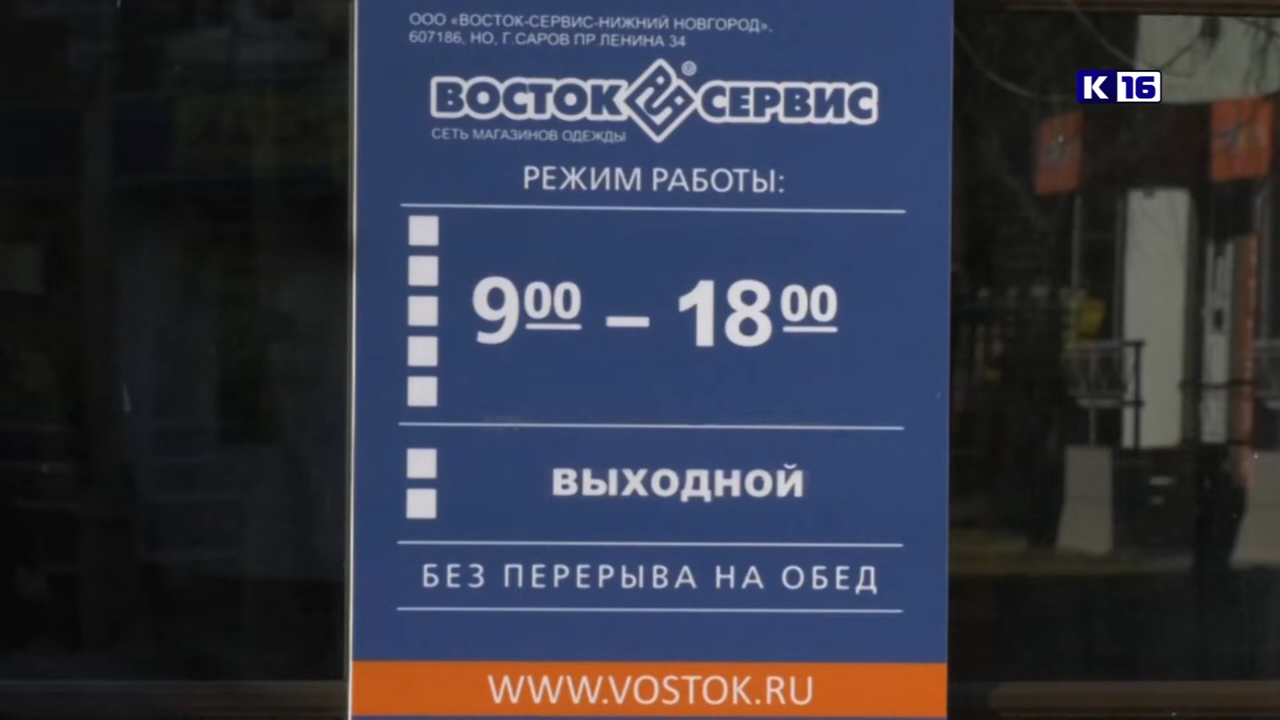 ООО «ВОСТОК-СЕРВИС-НИЖНИЙ НОВГОРОД»,
607186, НО, Г.САРОВ ПР.ЛЕНИНА 34
ВОСТОК СЕРВИС
СЕТЬ МАГАЗИНОВ ОДЕЖДЫ
РЕЖИМ РАБОТЫ:
900 – 1800
ВЫХОДНОЙ
БЕЗ ПЕРЕРЫВА НА ОБЕД
WWW.VOSTOK.RU
К 16